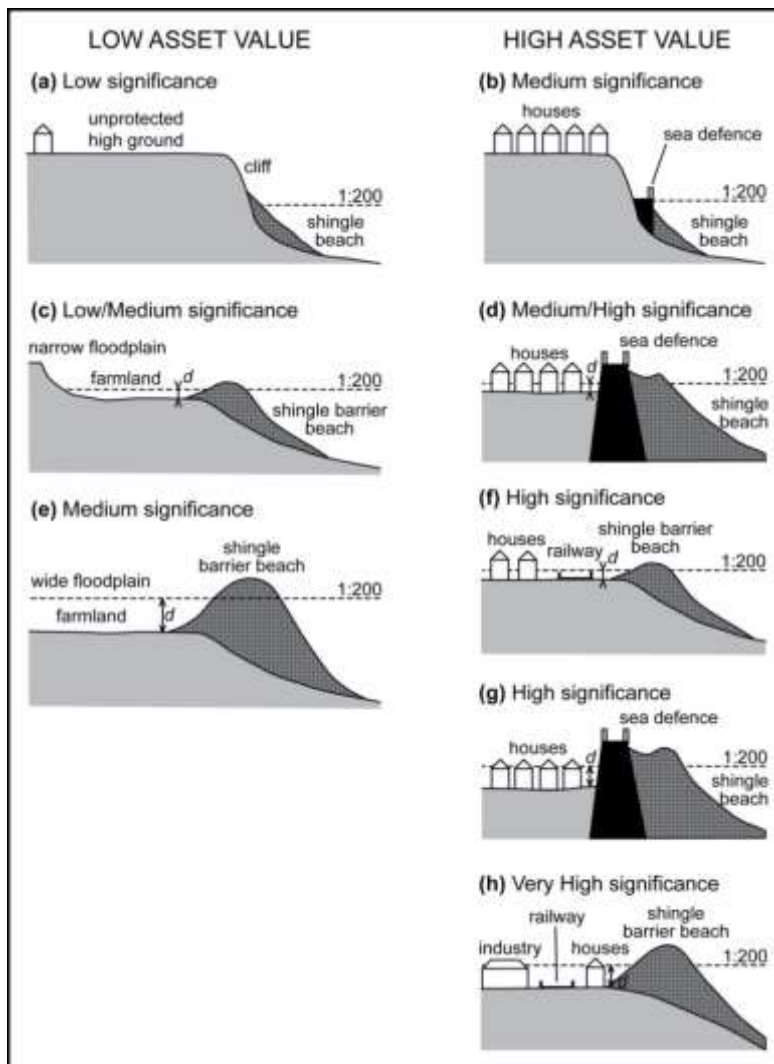 LOW ASSET VALUE
HIGH ASSET VALUE
(a) Low significance
unprotected
high ground
cliff
1:200
shingle
beach
(b) Medium significance
houses
sea defence
1:200
shingle
beach
(c) Low/Medium significance
narrow floodplain
farmland
d
1:200
shingle barrier
beach
(d) Medium/High significance
sea defence
houses
d
1:200
shingle
beach
(e) Medium significance
shingle
barrier beach
wide floodplain
1:200
farmland
d
(f) High significance
shingle barrier
beach
houses
railway
d
1:200
(g) High significance
sea defence
houses
d
1:200
shingle
beach
(h) Very High significance
railway
shingle
barrier beach
industry
houses
1:200
d